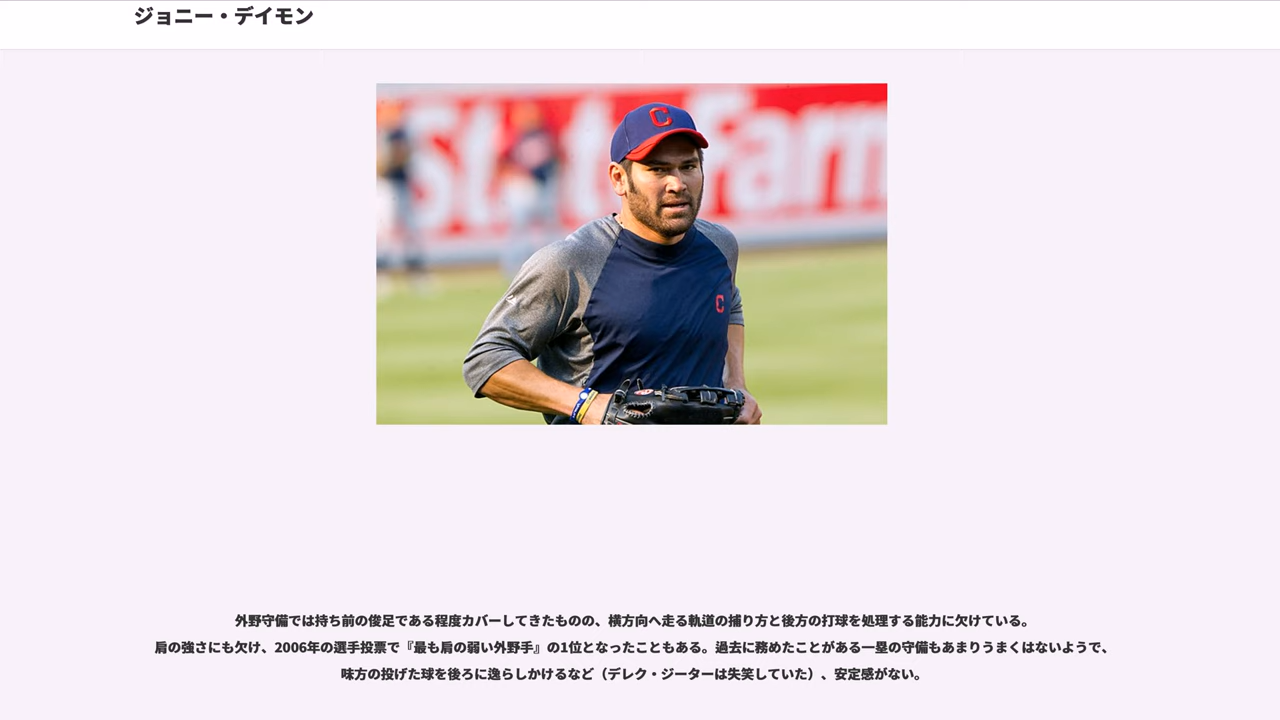 ジョニー・デイモン
State Farm
C
C
外野守備では持ち前の俊足である程度カバーしてきたものの、横方向へ走る軌道の捕り方と後方の打球を処理する能力に欠けている。
肩の強さにも欠け、2006年の選手投票で『最も肩の弱い外野手』の1位となったこともある。過去に務めたことがある一塁の守備もあまりうまくはないようで、
味方の投げた球を後ろに逸らしかけるなど（デレク・ジーターは失笑していた）、安定感がない。